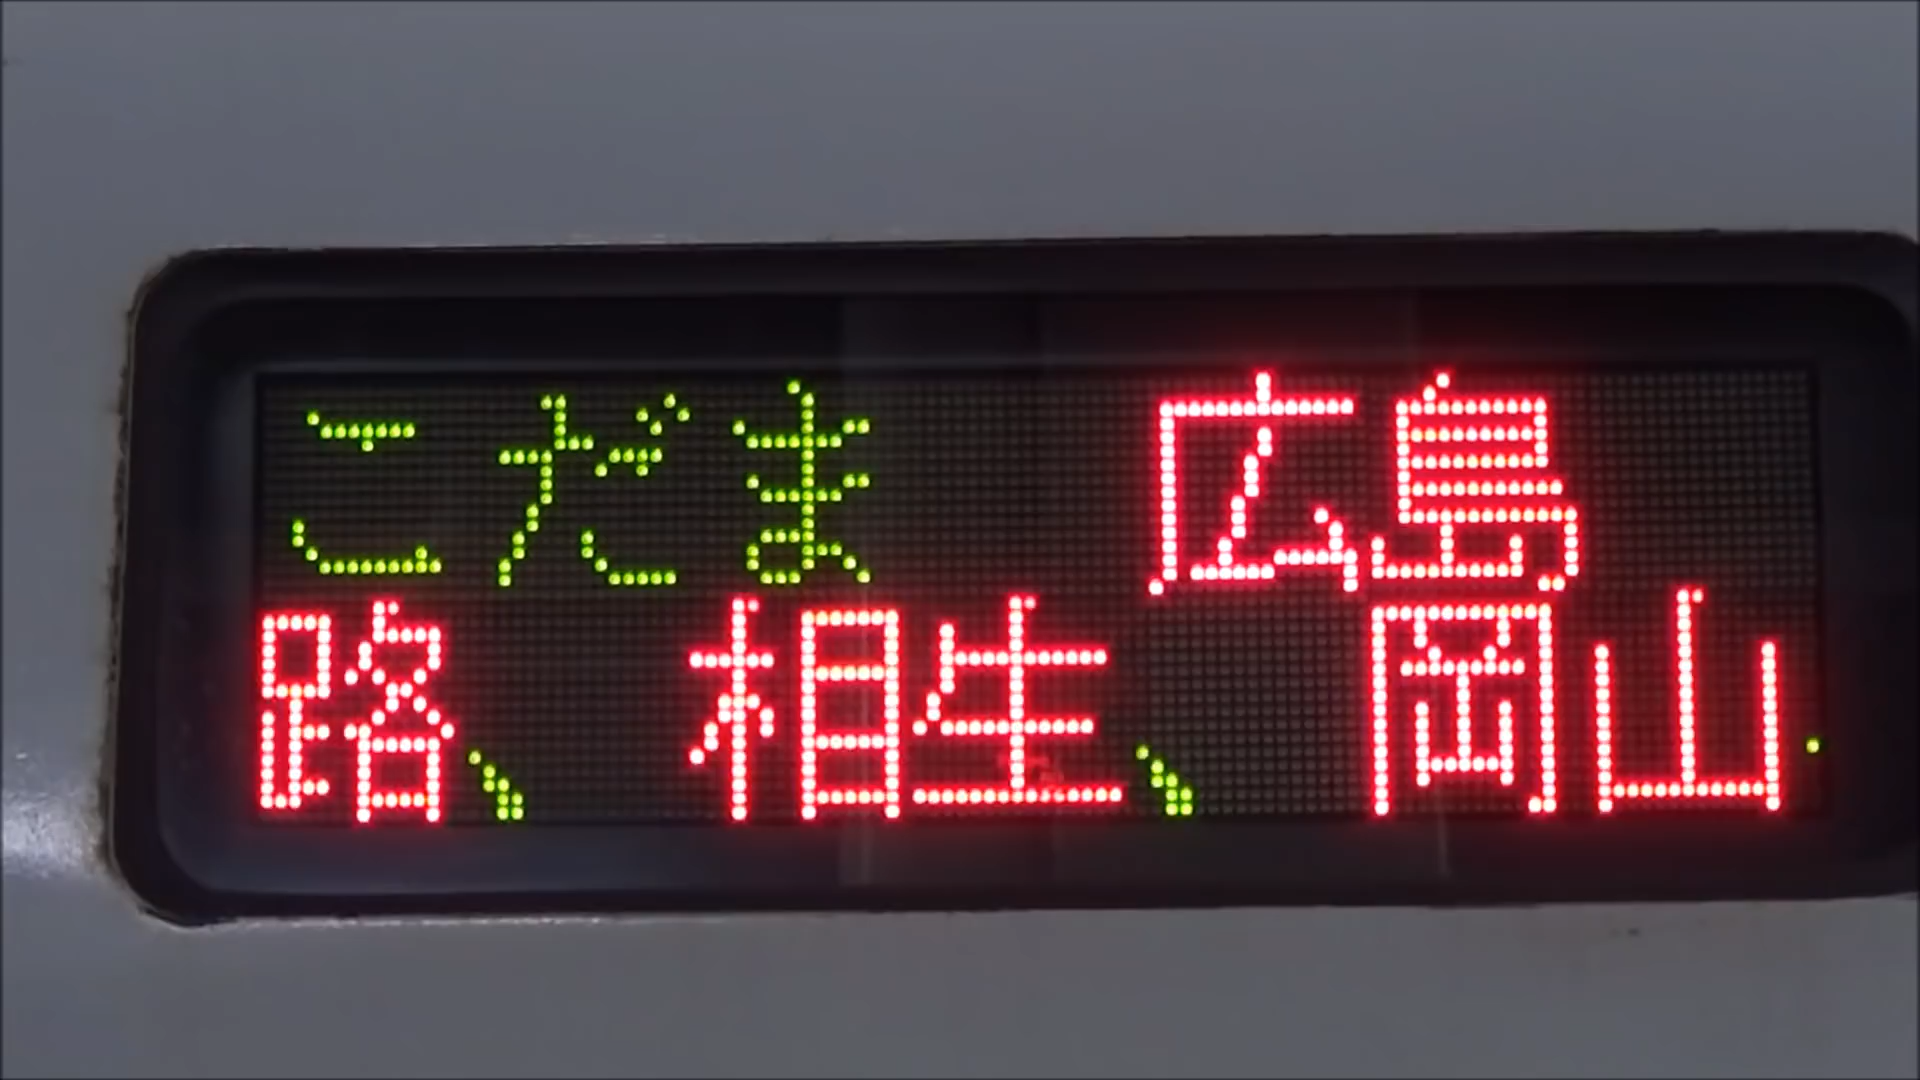 こだま 広島
路、 相生、 岡山